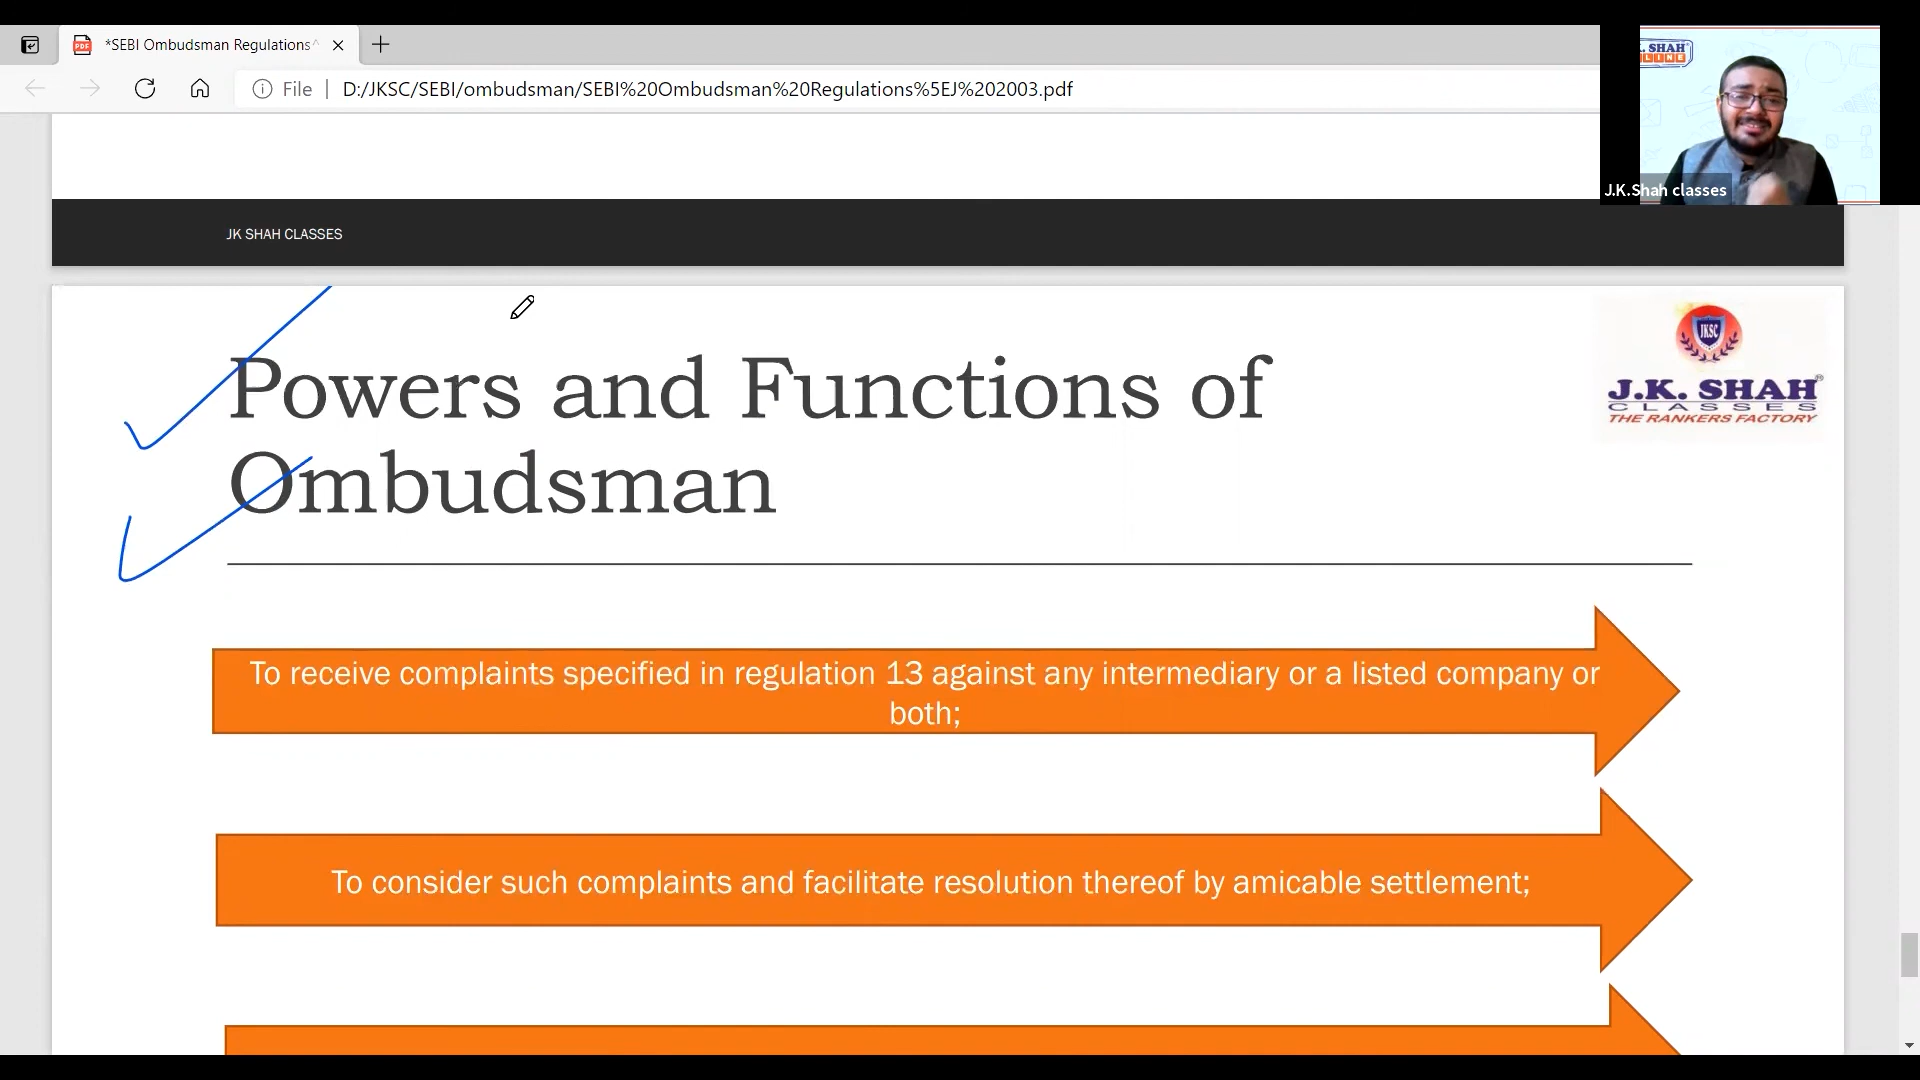 *SEBI Ombudsman Regulations^
File
D:/JKSC/SEBI/ombudsman/SEBI%20Ombudsman%20Regulations%5EJ%202003.pdf
. SHAH
LINE
J.K.Shah classes
JK SHAH CLASSES
JKSC
J.K. SHAH®
CLASSES
THE RANKERS FACTORY
Powers and Functions of
Ombudsman
To receive complaints specified in regulation 13 against any intermediary or a listed company or
both;
To consider such complaints and facilitate resolution thereof by amicable settlement;